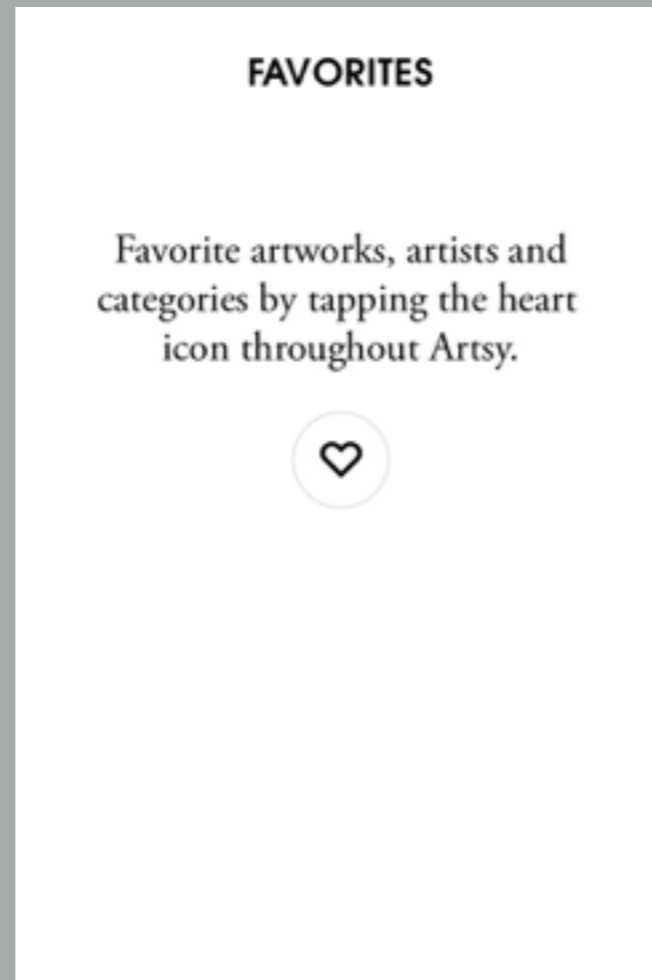 FAVORITES
Favorite artworks, artists and
categories by tapping the heart
icon throughout Artsy.